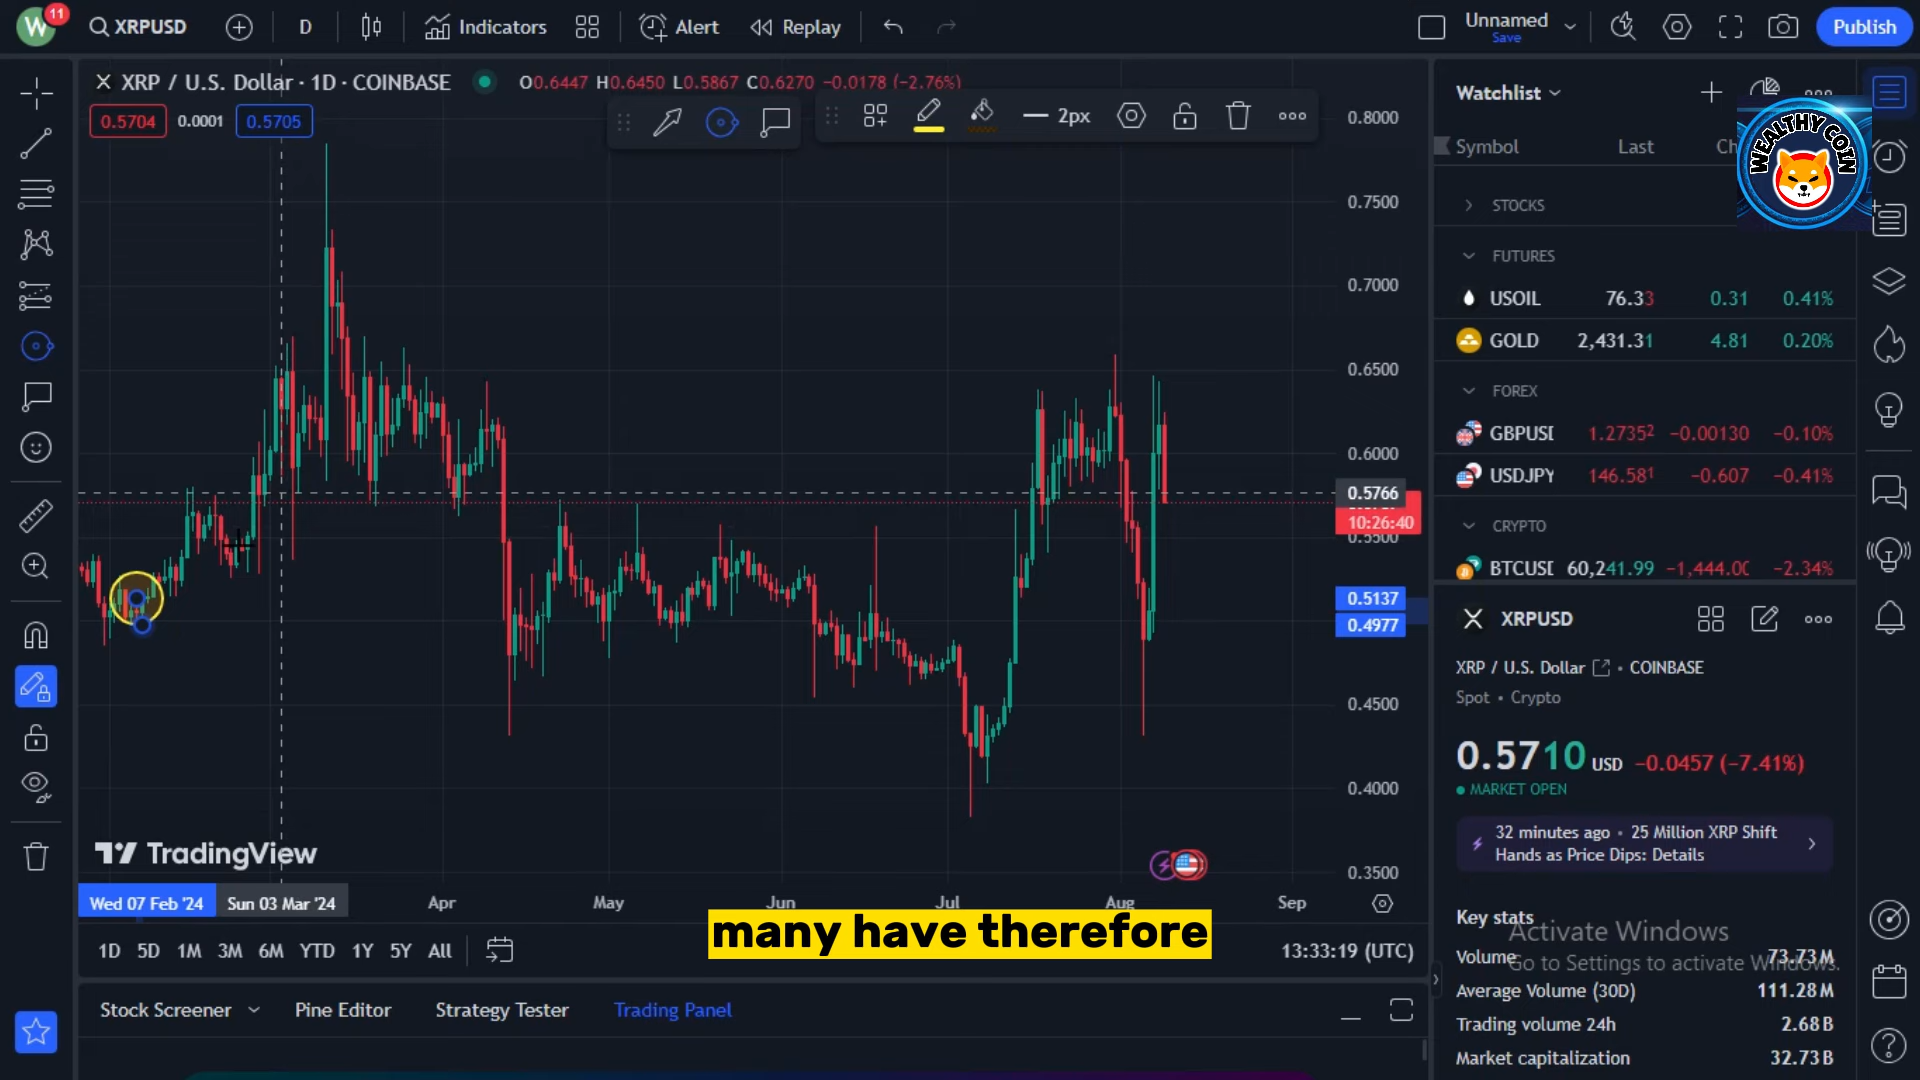 W 11 XRPUSD D Indicators Alert Replay Unnamed Save Publish
XRP / U.S. Dollar · 1D · COINBASE O0.6447 H0.6450 L0.5867 C0.6270 −0.0178 (−2.76%)
0.5704 0.0001 0.5705
2px
0.8000
0.7500
0.7000
0.6500
0.6000
0.5766
10:26:40
0.5500
0.5137
0.4977
0.4500
0.4000
0.3500
TradingView
Wed 07 Feb '24 Sun 03 Mar '24 Apr May Jun Jul Aug Sep
many have therefore
1D 5D 1M 3M 6M YTD 1Y 5Y All 13:33:19 (UTC)
Stock Screener Pine Editor Strategy Tester Trading Panel
Watchlist
WEALTHY COIN
Symbol Last Ch
STOCKS
FUTURES
USOIL 76.33 0.31 0.41%
GOLD 2,431.31 4.81 0.20%
FOREX
GBPUSD 1.27352 −0.00130 −0.10%
USDJPY 146.581 −0.607 −0.41%
CRYPTO
BTCUSD 60,241.99 −1,444.00 −2.34%
XRPUSD
XRP / U.S. Dollar • COINBASE
Spot • Crypto
0.5710 USD −0.0457 (−7.41%)
MARKET OPEN
32 minutes ago • 25 Million XRP Shift
Hands as Price Dips: Details
Key stats
Activate Windows
Go to Settings to activate Windows.
Volume 73.73M
Average Volume (30D) 111.28M
Trading volume 24h 2.68B
Market capitalization 32.73B